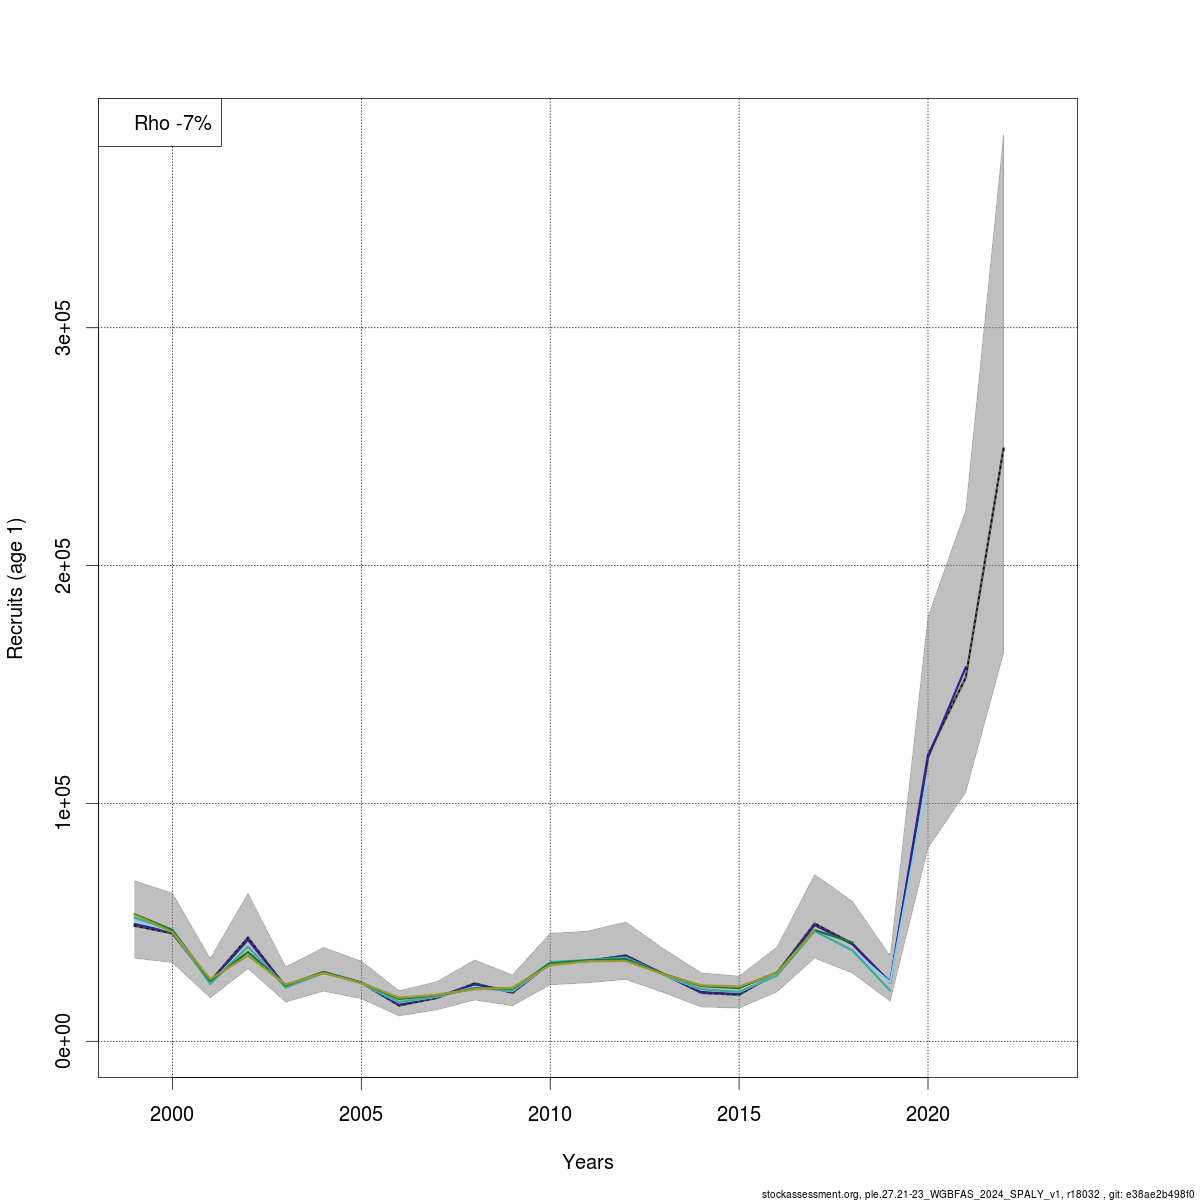 Rho -7%
3e+05
2e+05
1e+05
0e+00
Recruits (age 1)
2000 2005 2010 2015 2020
Years
stockassessment.org, ple.27.21-23_WGBFAS_2024_SPALY_v1, r18032 , git: e38ae2b496f0